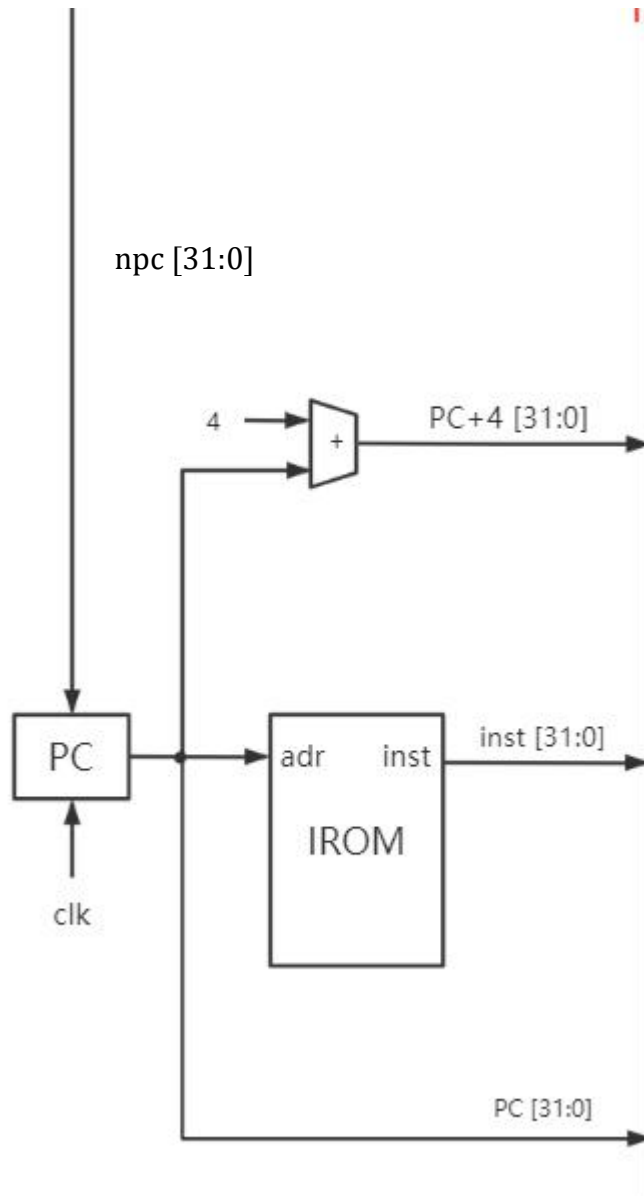 npc [31:0]
4
+
PC+4 [31:0]
PC
adr
inst
inst [31:0]
IROM
clk
PC [31:0]